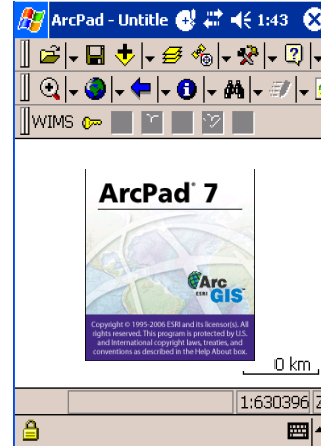 ArcPad - Untitle 1:43
WIMS
ArcPad® 7
Arc
ESRI GIS
Copyright © 1995-2006 ESRI and its licensor(s). All
rights reserved. This program is protected by U.S.
and International copyright laws, treaties, and
conventions as described in the Help About box.
0 km
1:630396